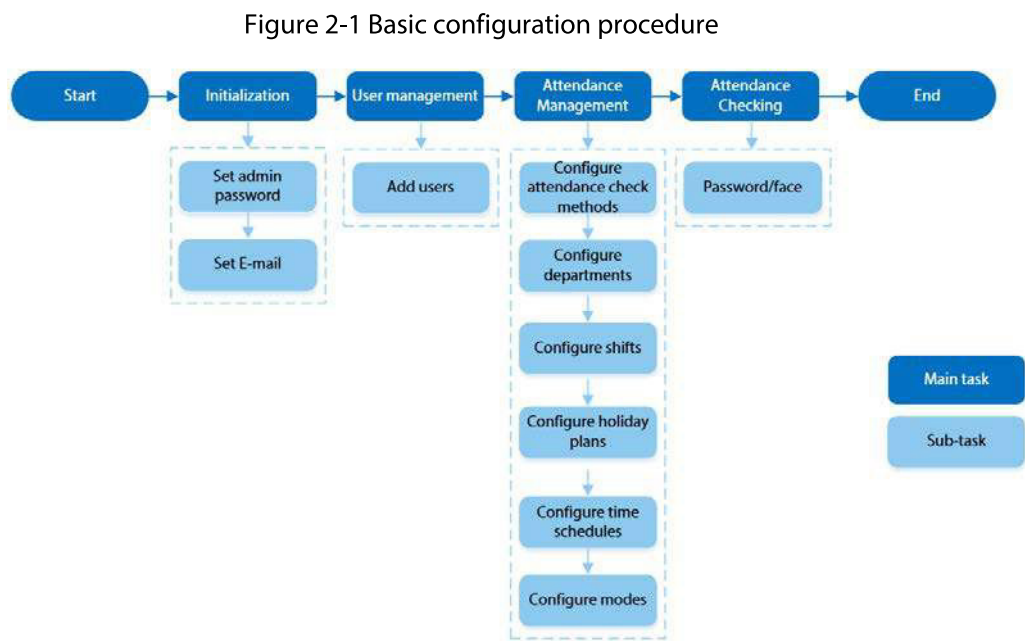 Figure 2-1 Basic configuration procedure
Start
Initialization
User management
Attendance
Management
Attendance
Checking
End
Set admin
password
Set E-mail
Add users
Configure
attendance check
methods
Configure
departments
Configure shifts
Configure holiday
plans
Configure time
schedules
Configure modes
Password/face
Main task
Sub-task